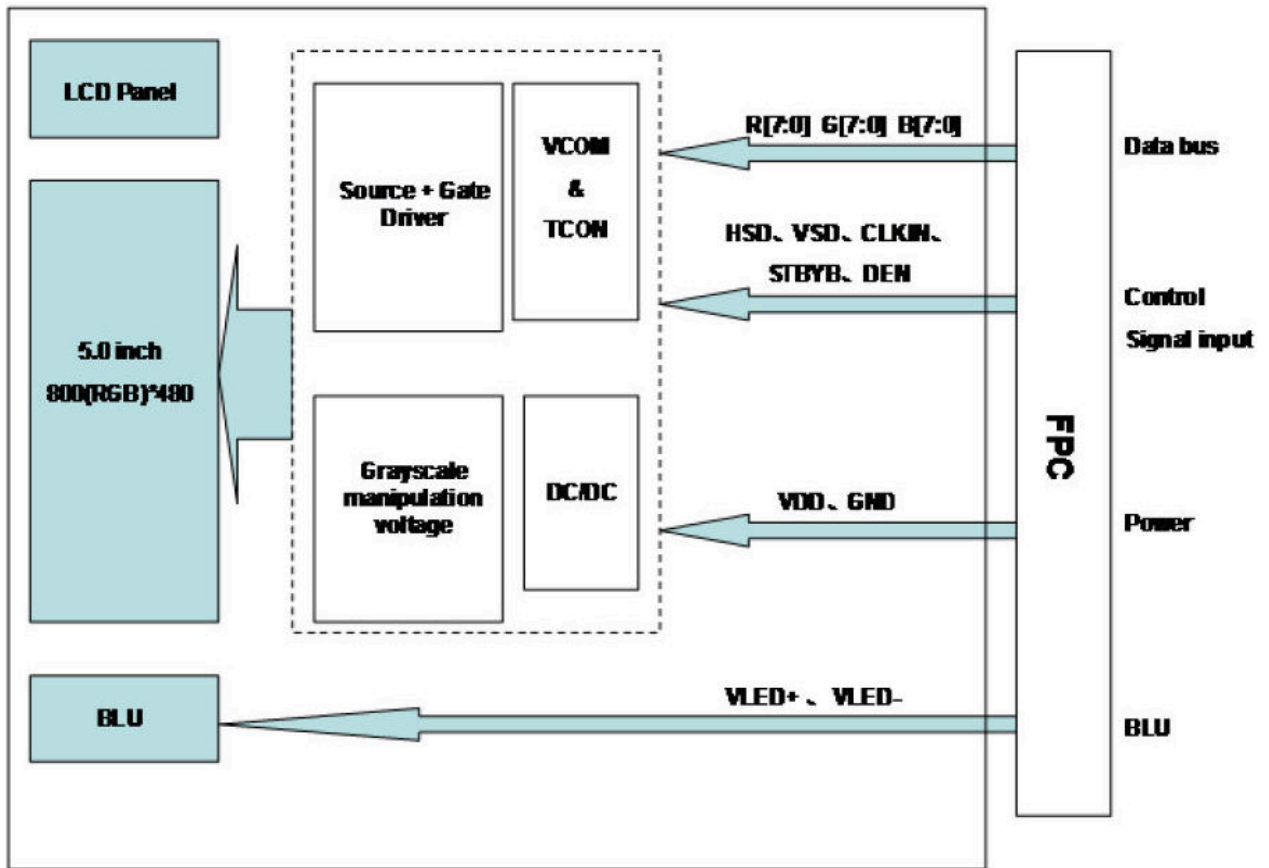 LCD Panel
5.0 inch
800(RGB)*480
BLU
Source + Gate
Driver
VCOM
&
TCON
Grayscale
manipulation
voltage
DC/DC
R[7:0] G[7:0] B[7:0]
HSD、VSD、CLKIN、
STBYB、DEN
VDD、GND
VLED+ 、VLED-
FPC
Data bus
Control
Signal input
Power
BLU